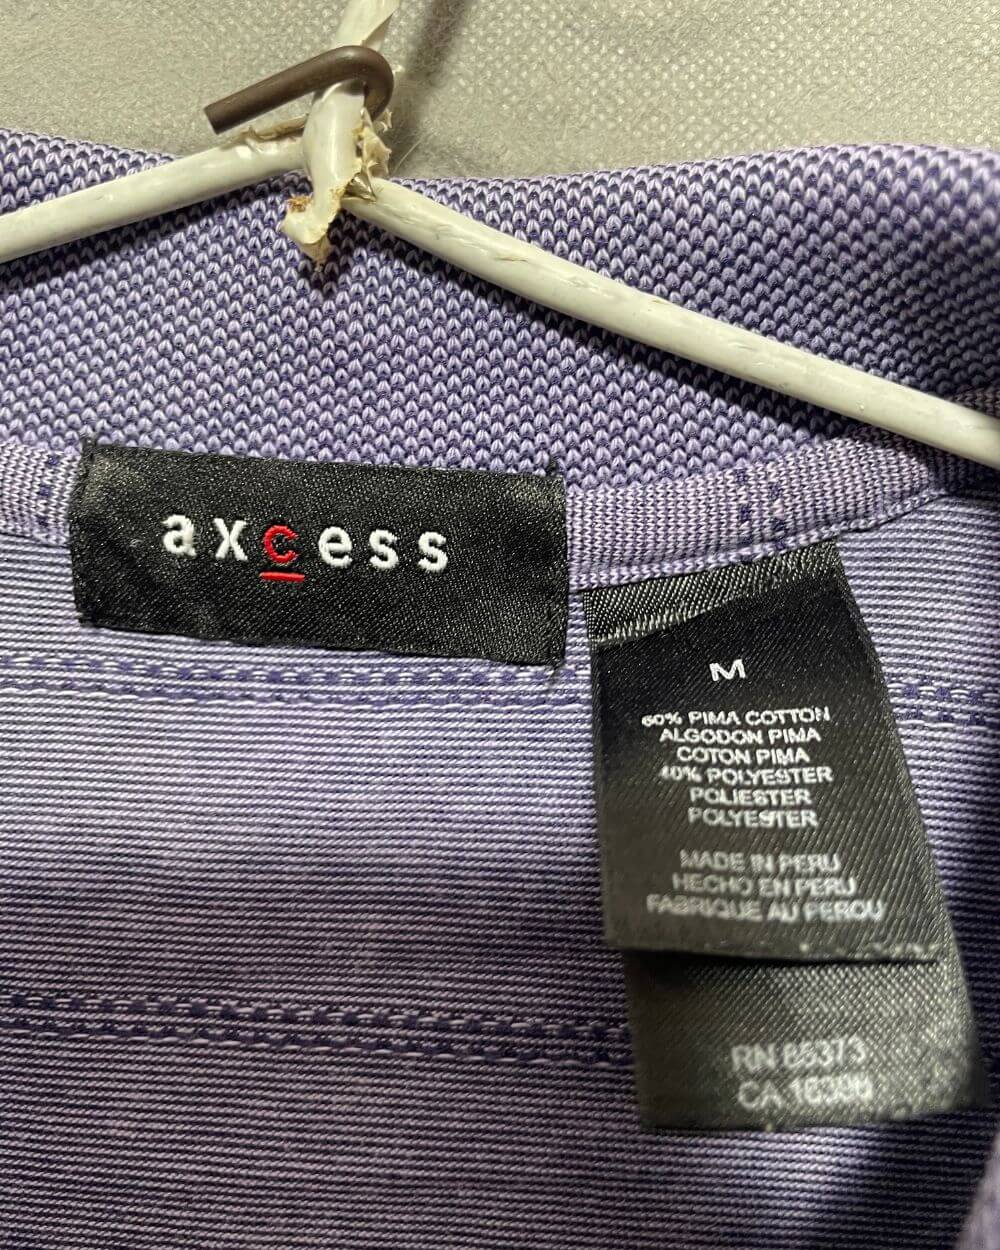 axcess
M
60% PIMA COTTON
ALGODON PIMA
COTON PIMA
40% POLYESTER
POLIESTER
POLYESTER
MADE IN PERU
HECHO EN PERU
FABRIQUE AU PEROU
RN 85373
CA